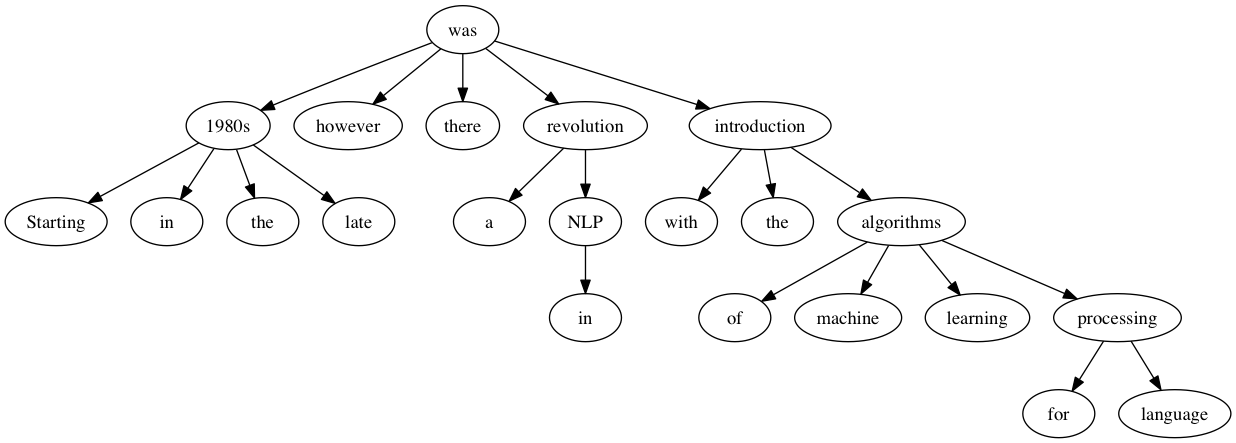 was
1980s however there revolution introduction
Starting in the late a NLP with the algorithms
in of machine learning processing
for language